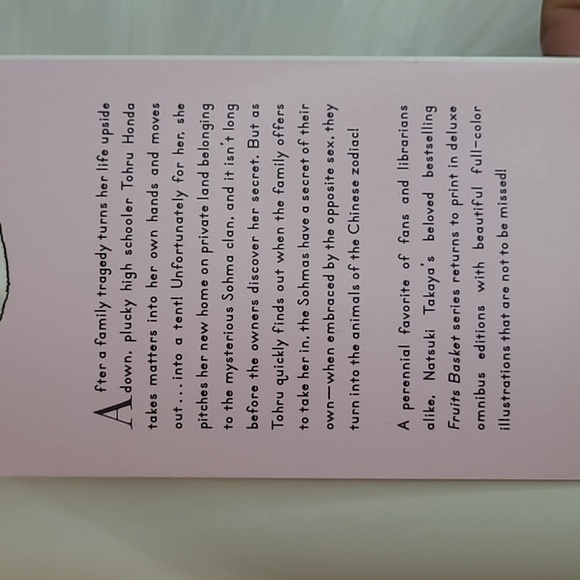 After a family tragedy turns her life upside
down, plucky high schooler Tohru Honda
takes matters into her own hands and moves
out...into a tent! Unfortunately for her, she
pitches her new home on private land belonging
to the mysterious Sohma clan, and it isn't long
before the owners discover her secret. But as
Tohru quickly finds out when the family offers
to take her in, the Sohmas have a secret of their
own—when embraced by the opposite sex, they
turn into the animals of the Chinese zodiac!
A perennial favorite of fans and librarians
alike, Natsuki Takaya's beloved bestselling
Fruits Basket series returns to print in deluxe
omnibus editions with beautiful full-color
illustrations that are not to be missed!